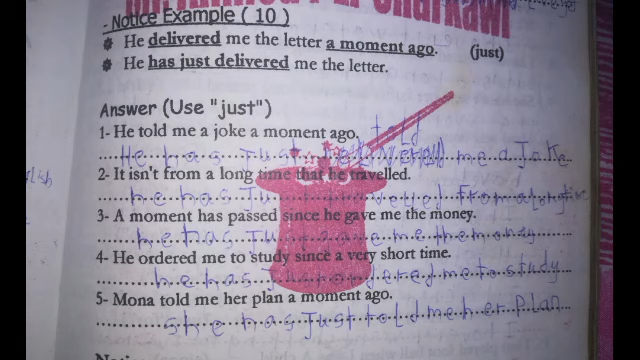 - Notice Example ( 10 )
He delivered me the letter a moment ago. (just)
He has just delivered me the letter.
Answer (Use "just")
1- He told me a joke a moment ago.
told
He has Just me a Joke
2- It isn't from a long time that he travelled.
he has Just from a long time
3- A moment has passed since he gave me the money.
he has Just me the money
4- He ordered me to study since a very short time.
he has me to study
5- Mona told me her plan a moment ago.
she has Just told me her Plan